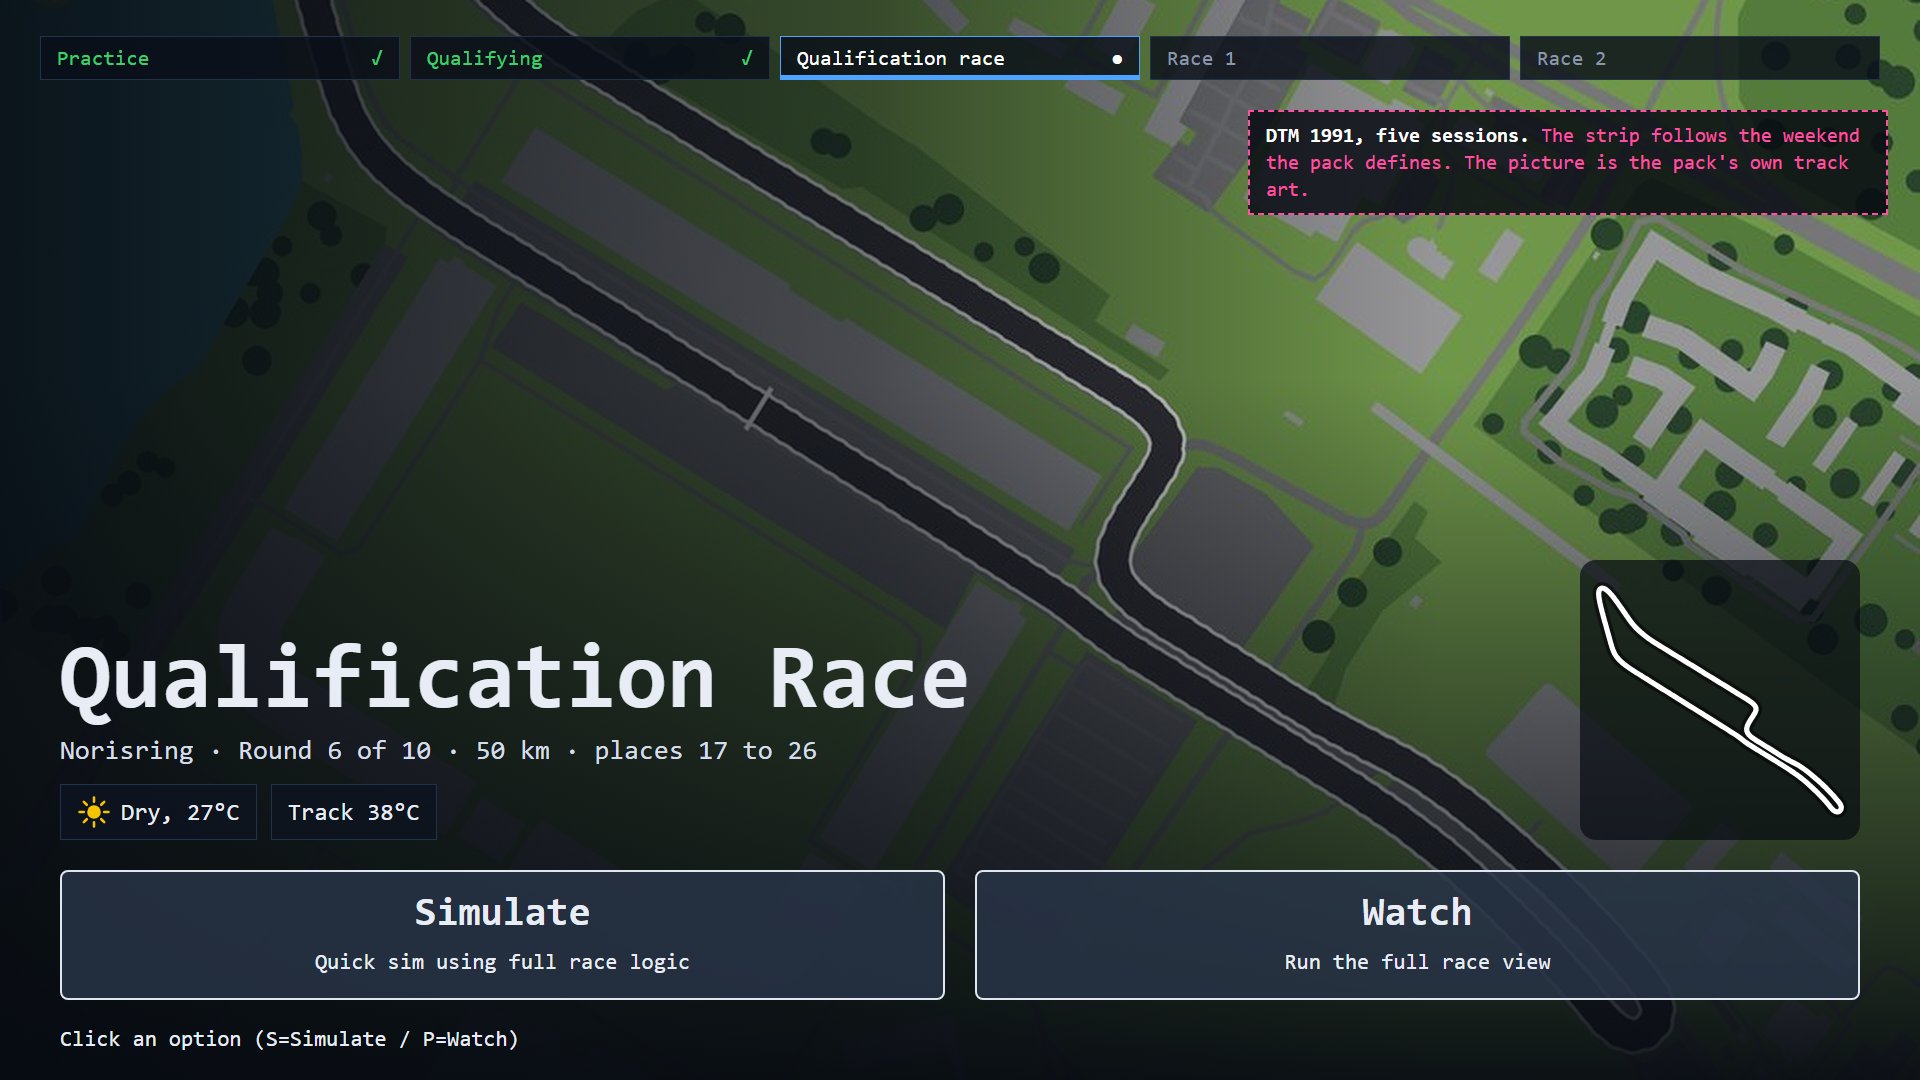 Practice ✓
Qualifying ✓
Qualification race ●
Race 1
Race 2
DTM 1991, five sessions. The strip follows the weekend
the pack defines. The picture is the pack's own track
art.
Qualification Race
Norisring · Round 6 of 10 · 50 km · places 17 to 26
Dry, 27°C
Track 38°C
Simulate
Quick sim using full race logic
Watch
Run the full race view
Click an option (S=Simulate / P=Watch)